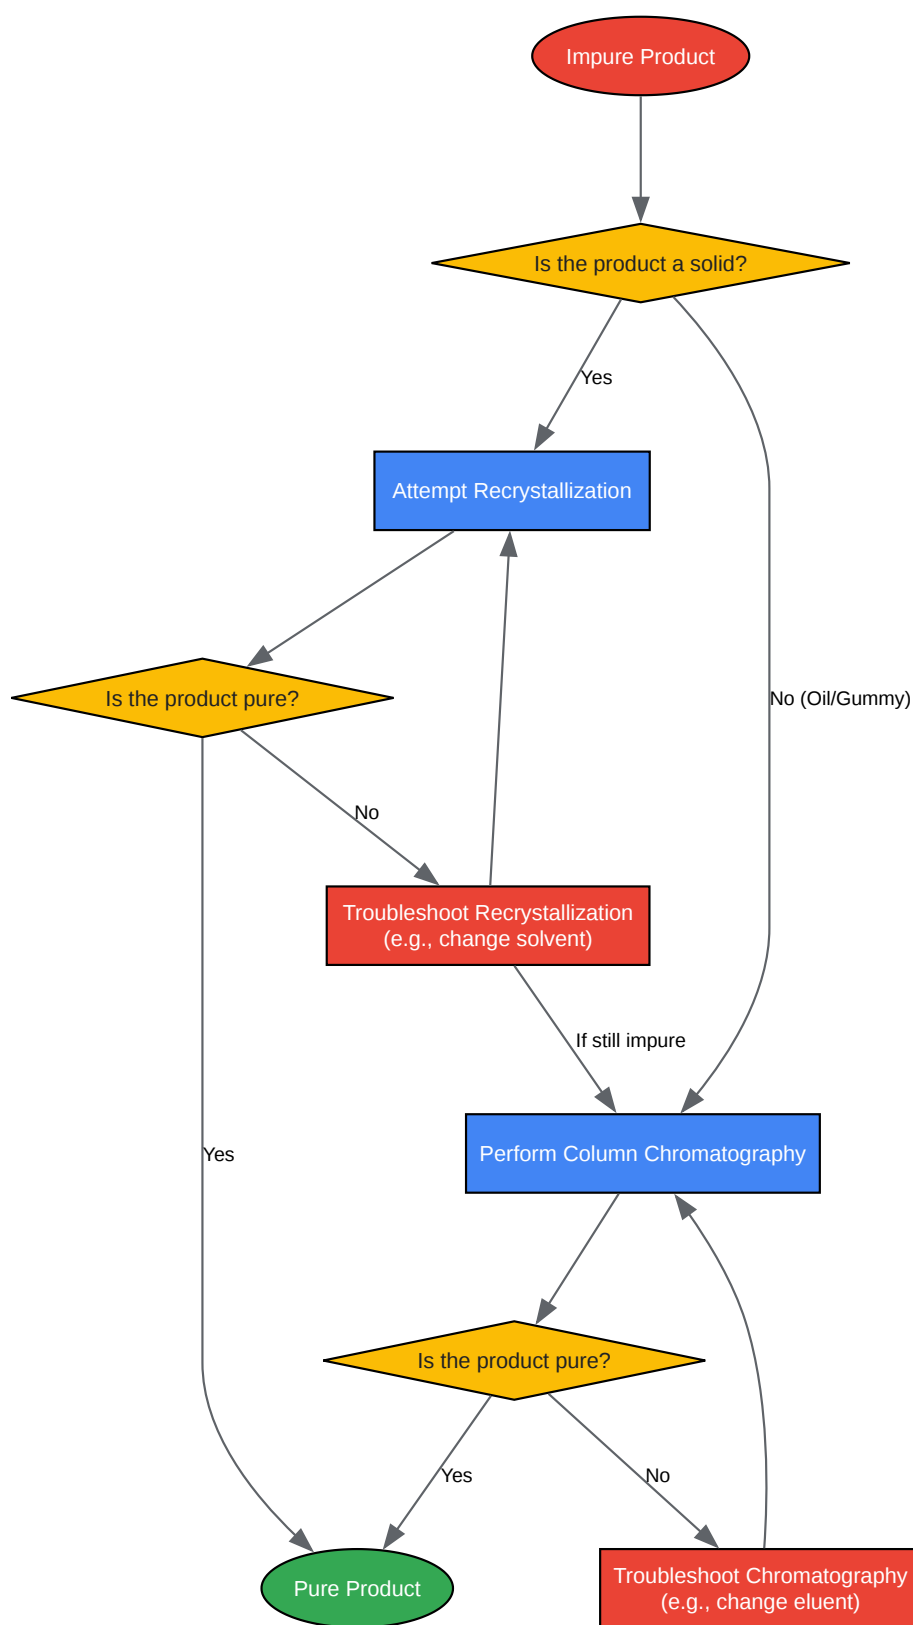 Impure Product
Is the product a solid?
Yes
Attempt Recrystallization
Is the product pure?
No (Oil/Gummy)
No
Troubleshoot Recrystallization
(e.g., change solvent)
If still impure
Perform Column Chromatography
Yes
Is the product pure?
Yes
No
Pure Product
Troubleshoot Chromatography
(e.g., change eluent)